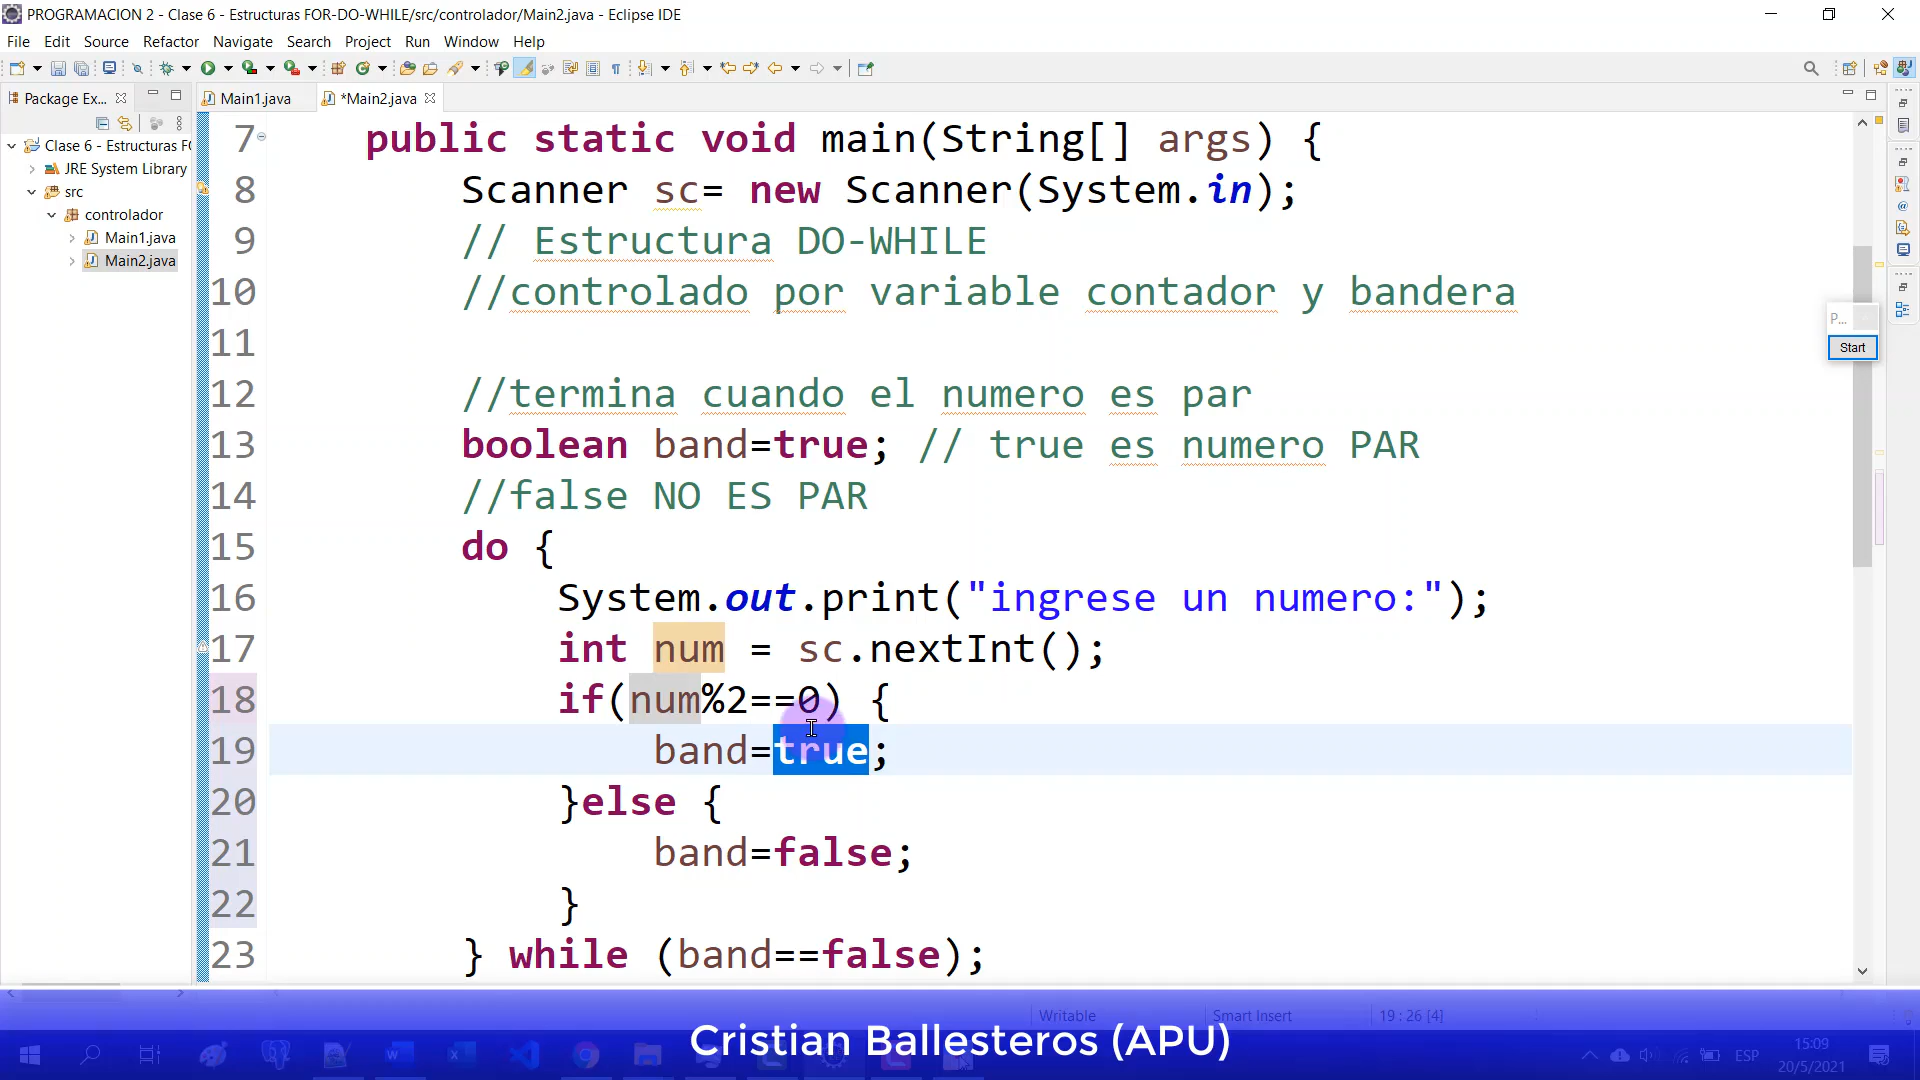 PROGRAMACION 2 - Clase 6 - Estructuras FOR-DO-WHILE/src/controlador/Main2.java - Eclipse IDE
File Edit Source Refactor Navigate Search Project Run Window Help
Package Ex...
Main1.java
*Main2.java
Clase 6 - Estructuras FO
JRE System Library
src
controlador
Main1.java
Main2.java
7 public static void main(String[] args) {
8 Scanner sc= new Scanner(System.in);
9 // Estructura DO-WHILE
10 //controlado por variable contador y bandera
11
12 //termina cuando el numero es par
13 boolean band=true; // true es numero PAR
14 //false NO ES PAR
15 do {
16 System.out.print("ingrese un numero:");
17 int num = sc.nextInt();
18 if(num%2==0) {
19 band=true;
20 }else {
21 band=false;
22 }
23 } while (band==false);
P...
Start
Writable Smart Insert 19 : 26 [4]
Cristian Ballesteros (APU)
ESP
15:09
20/5/2021